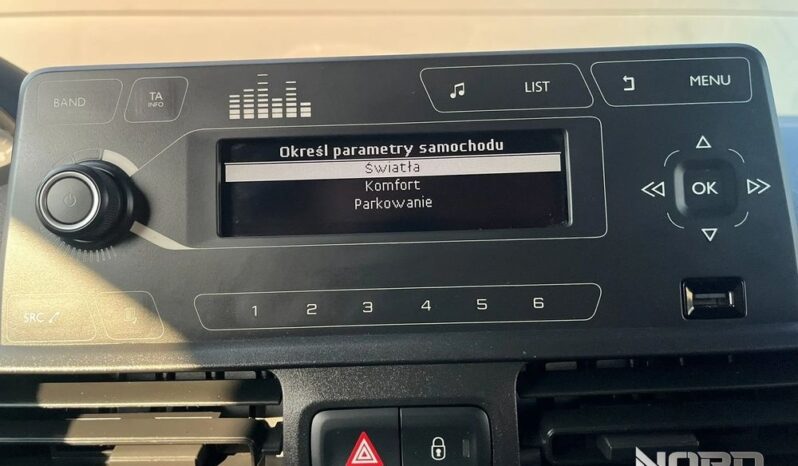 BAND
TA
INFO
LIST
MENU
Określ parametry samochodu
Światła
Komfort
Parkowanie
OK
SRC
1 2 3 4 5 6
NORD